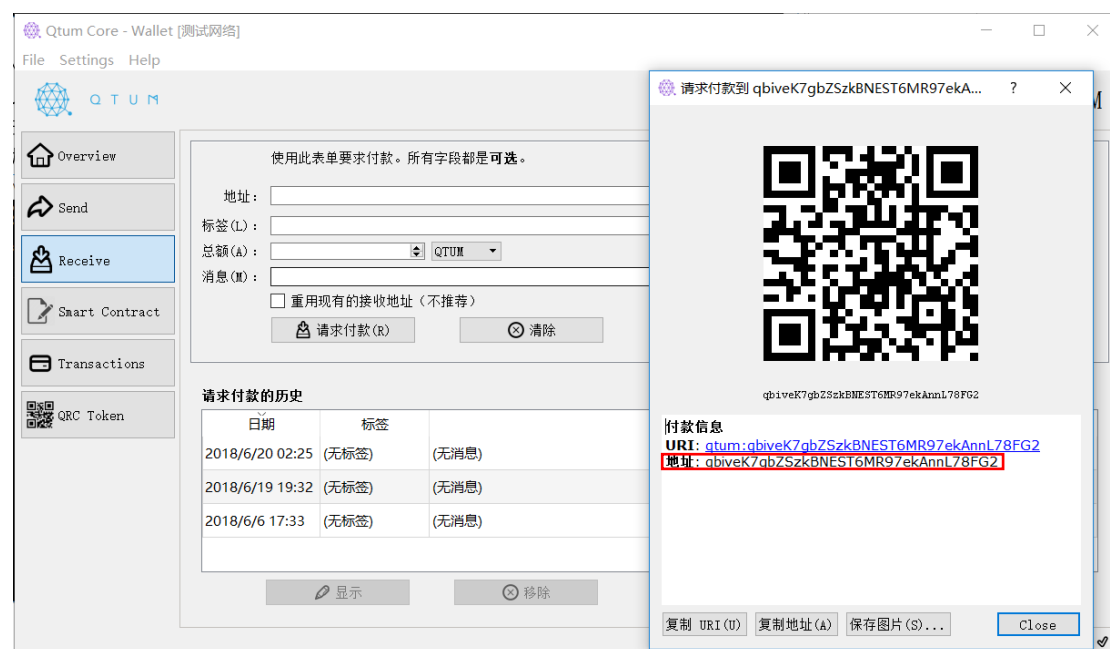 Qtum Core - Wallet [测试网络]
File Settings Help
QTUM
Overview
Send
Receive
Smart Contract
Transactions
QRC Token
使用此表单要求付款。所有字段都是可选。
地址:
标签(L):
总额(A): QTUM
消息(M):
重用现有的接收地址（不推荐）
请求付款(R) 清除
请求付款的历史
日期 标签
2018/6/20 02:25 (无标签) (无消息)
2018/6/19 19:32 (无标签) (无消息)
2018/6/6 17:33 (无标签) (无消息)
显示 移除
请求付款到 qbiveK7gbZSzkBNEST6MR97ekA... ?
qbiveK7gbZSzkBNEST6MR97ekAnnL78FG2
付款信息
URI: qtum:qbiveK7gbZSzkBNEST6MR97ekAnnL78FG2
地址: qbiveK7gbZSzkBNEST6MR97ekAnnL78FG2
复制 URI(U) 复制地址(A) 保存图片(S)... Close